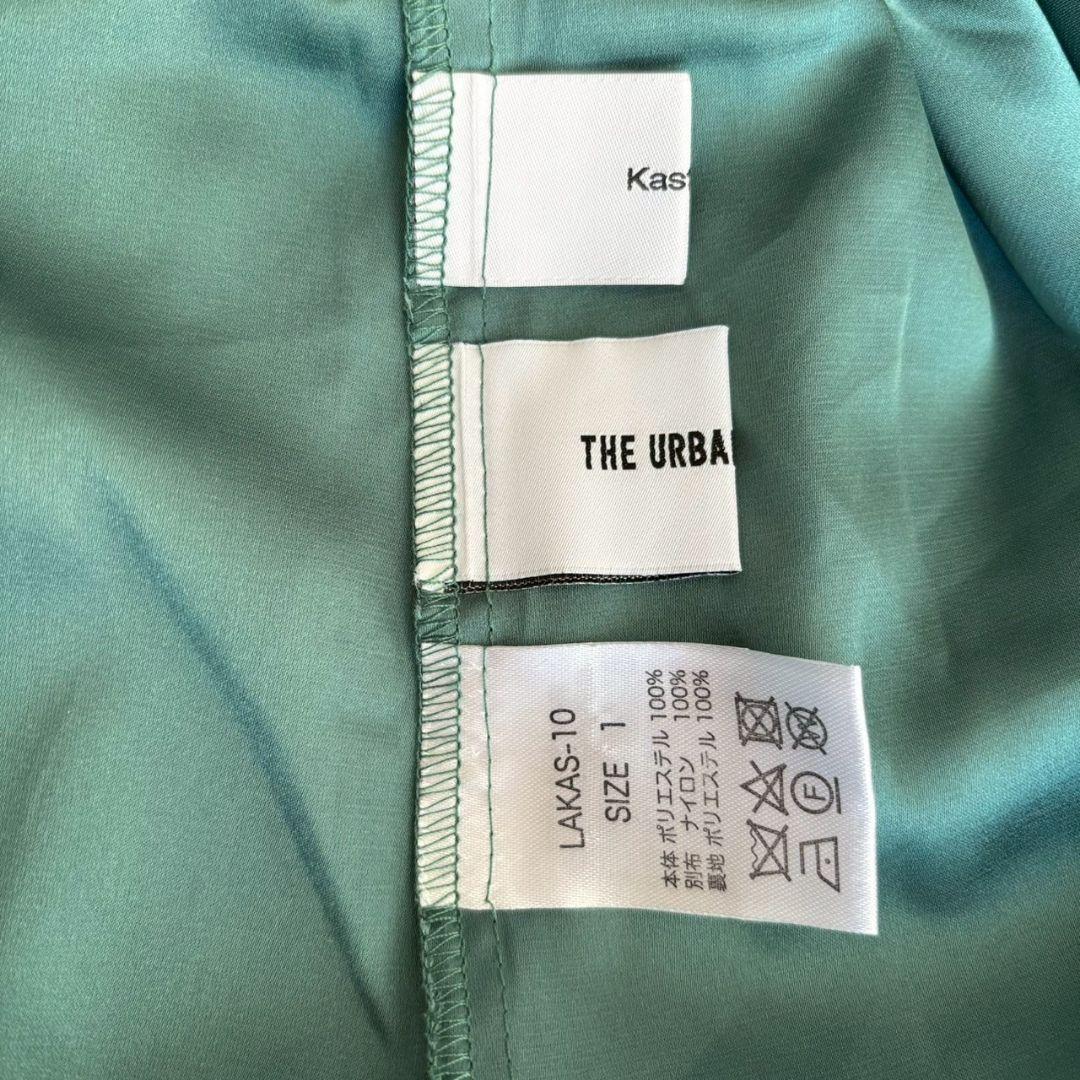 Kas
THE URBA
LAKAS-10
SIZE 1
本体 ポリエステル 100%
別布 ナイロン 100%
裏地 ポリエステル 100%
F